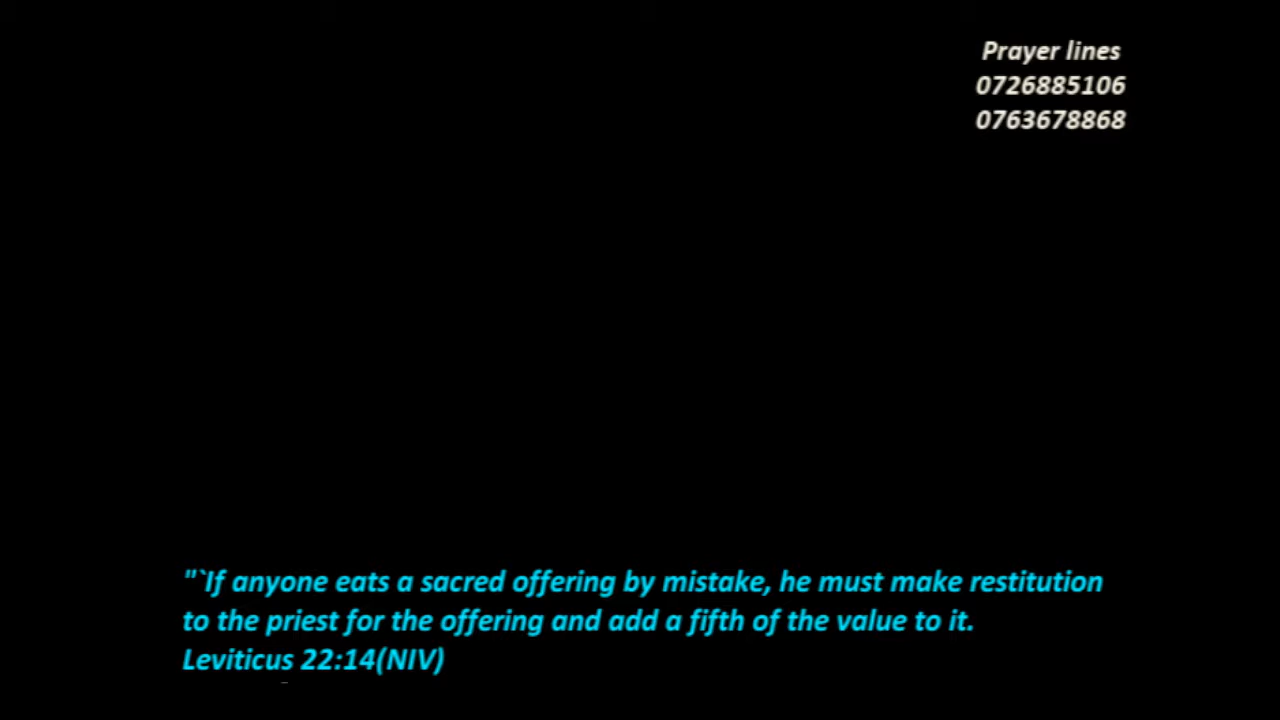 Prayer lines
0726885106
0763678868
"`If anyone eats a sacred offering by mistake, he must make restitution
to the priest for the offering and add a fifth of the value to it.
Leviticus 22:14(NIV)